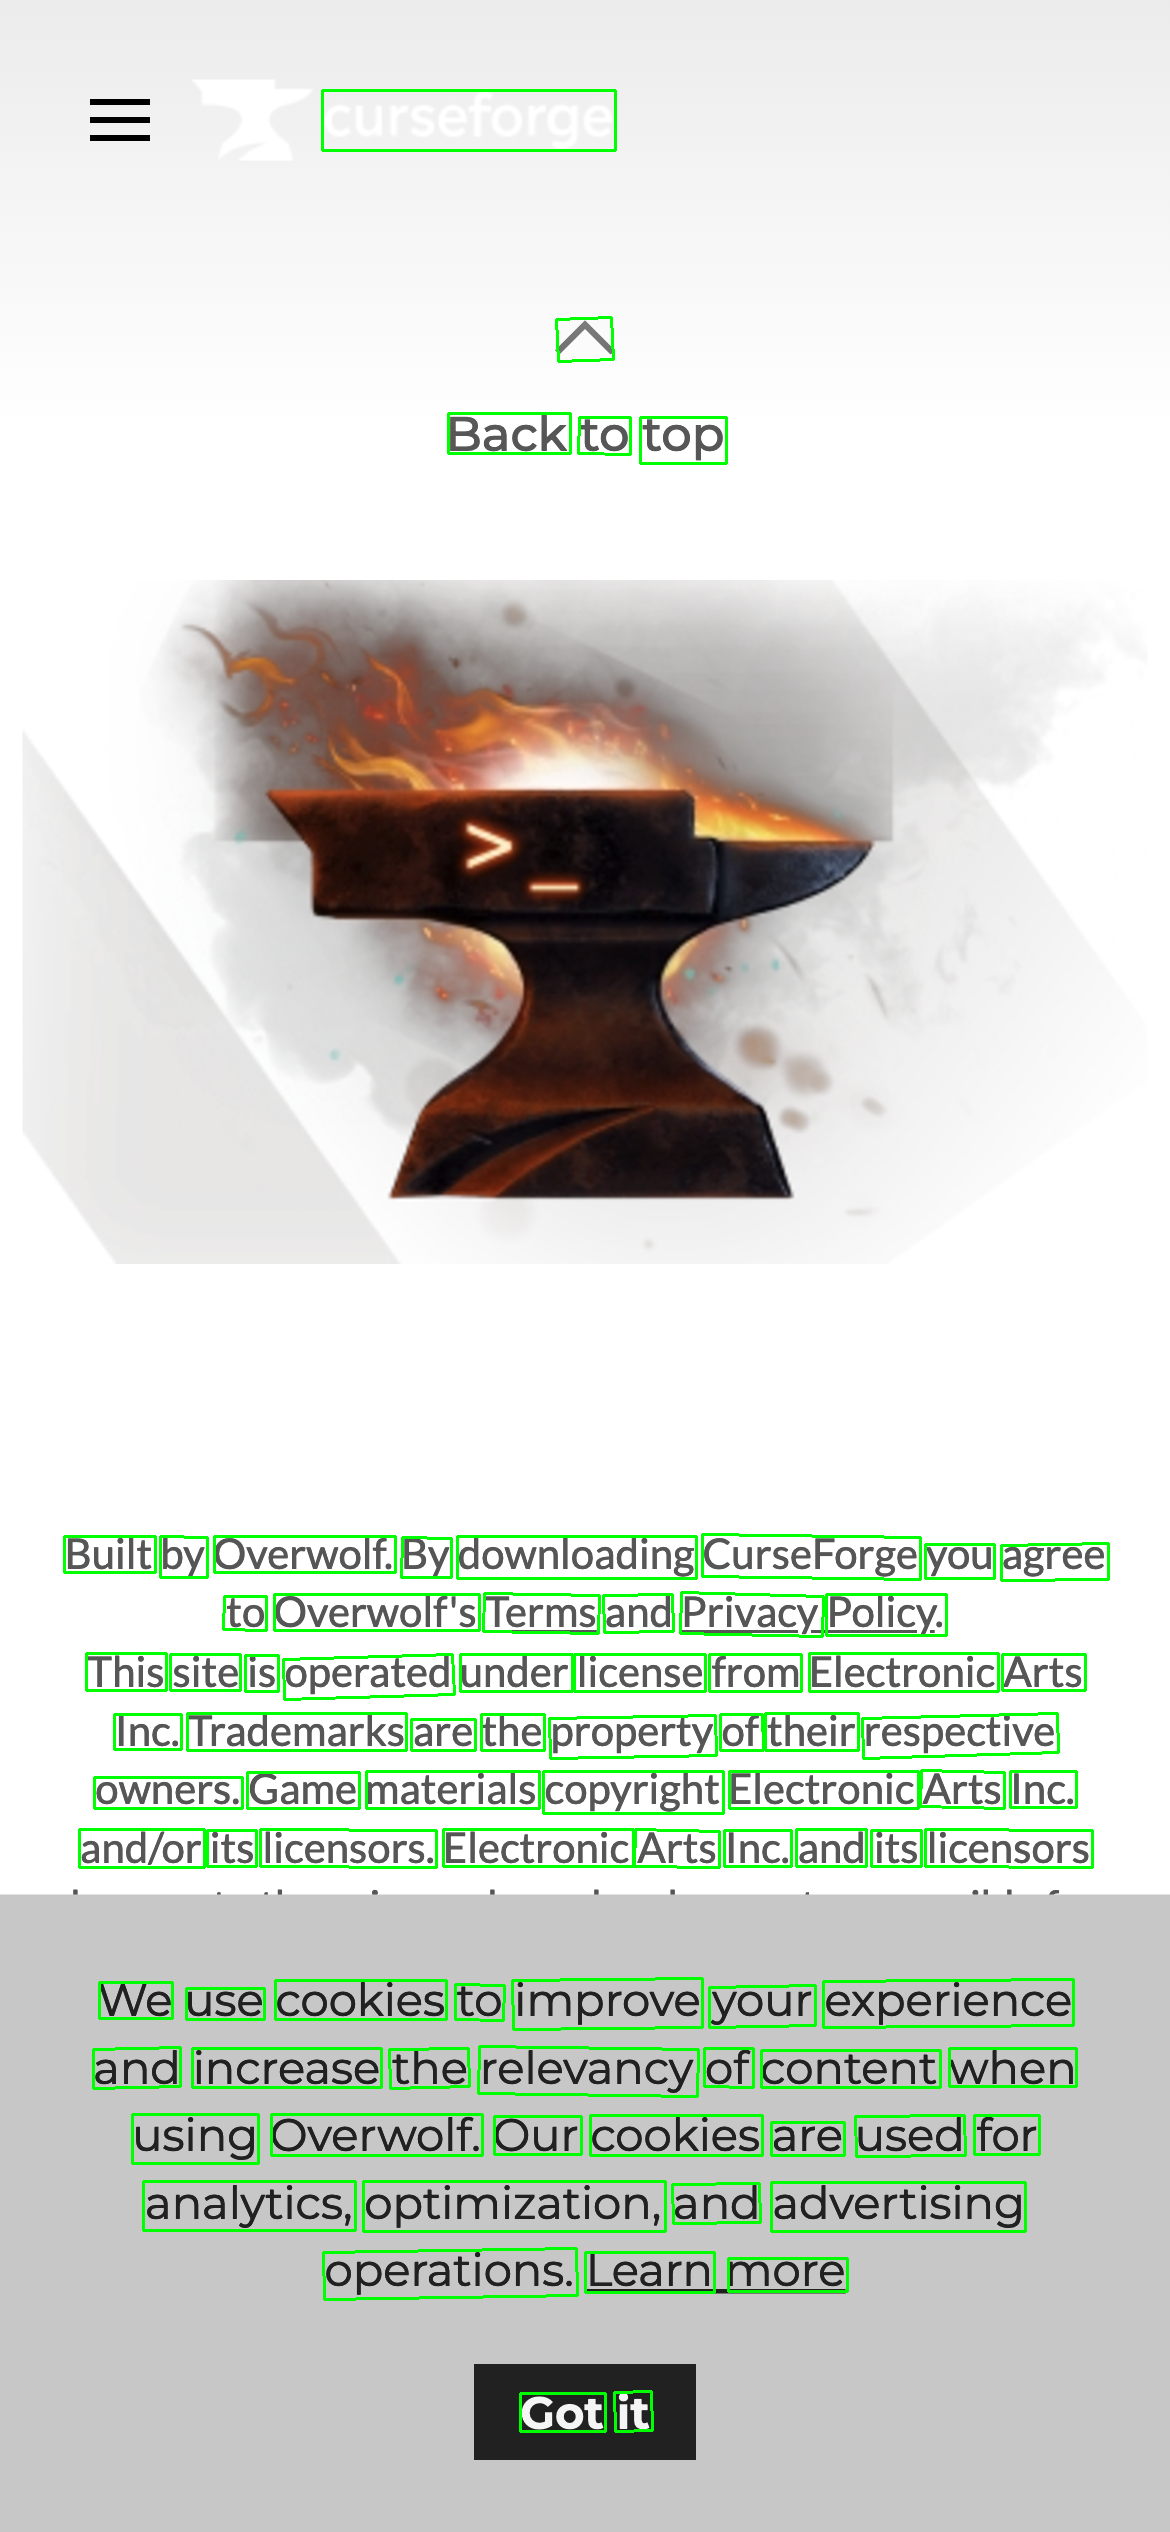 curseforge
Back to top
>_
Built by Overwolf. By downloading CurseForge you agree
to Overwolf's Terms and Privacy Policy.
This site is operated under license from Electronic Arts
Inc. Trademarks are the property of their respective
owners. Game materials copyright Electronic Arts Inc.
and/or its licensors. Electronic Arts Inc. and its licensors
We use cookies to improve your experience
and increase the relevancy of content when
using Overwolf. Our cookies are used for
analytics, optimization, and advertising
operations. Learn more
Got it